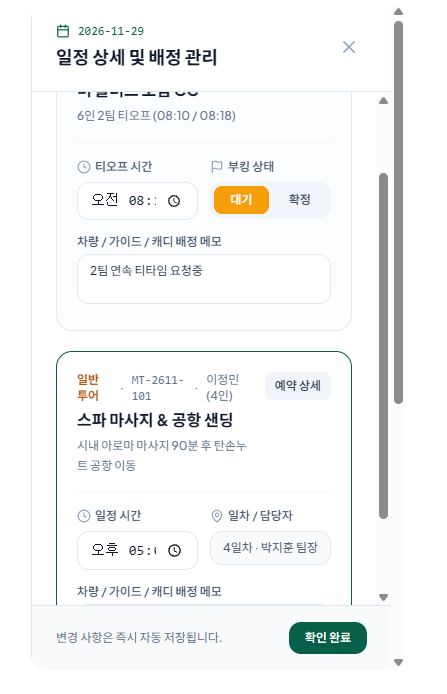 2026-11-29
일정 상세 및 배정 관리
6인 2팀 티오프 (08:10 / 08:18)
티오프 시간
부킹 상태
오전 08:
대기
확정
차량 / 가이드 / 캐디 배정 메모
2팀 연속 티타임 요청중
일반
투어
· MT-2611-
101
· 이정민
(4인)
예약 상세
스파 마사지 & 공항 샌딩
시내 아로마 마사지 90분 후 탄손누
트 공항 이동
일정 시간
일차 / 담당자
오후 05:
4일차 · 박지훈 팀장
차량 / 가이드 / 캐디 배정 메모
변경 사항은 즉시 자동 저장됩니다.
확인 완료